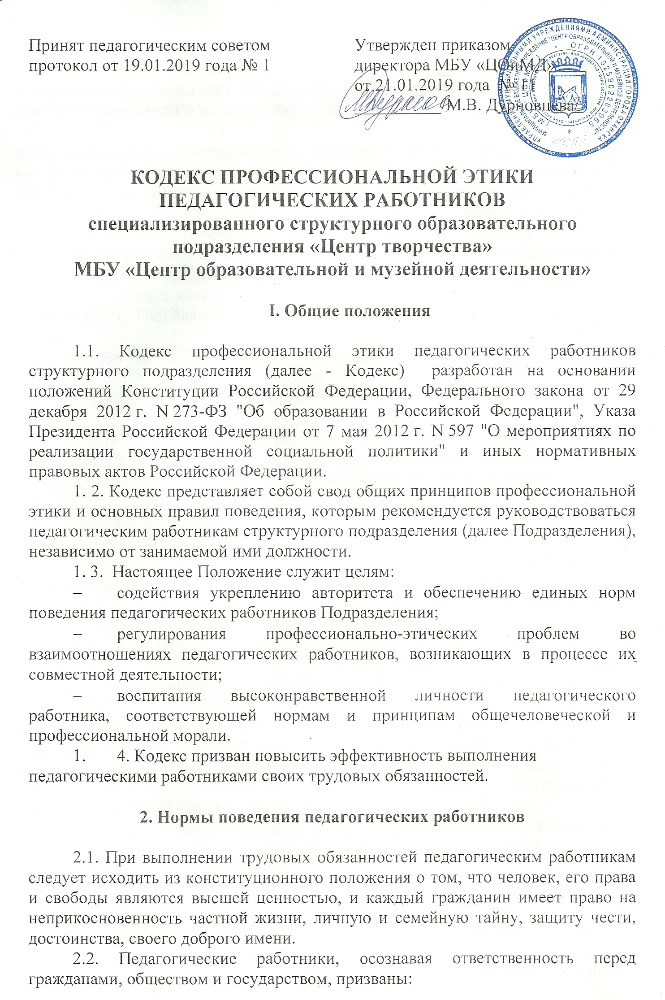 Принят педагогическим советом
протокол от 19.01.2019 года № 1
Утвержден приказом
директора МБУ «ЦОиМД»
от 21.01.2019 года № 11
/М.В. Дурновцева/
УПРАВЛЕНИЕ МУНИЦИПАЛЬНЫМИ УЧРЕЖДЕНИЯМИ АДМИНИСТРАЦИИ ГОРОДА ОХАНСКА
МУНИЦИПАЛЬНОЕ БЮДЖЕТНОЕ УЧРЕЖДЕНИЕ "ЦЕНТР ОБРАЗОВАТЕЛЬНОЙ И МУЗЕЙНОЙ ДЕЯТЕЛЬНОСТИ"
ОГРН 1025902283065
КОДЕКС ПРОФЕССИОНАЛЬНОЙ ЭТИКИ
ПЕДАГОГИЧЕСКИХ РАБОТНИКОВ
специализированного структурного образовательного
подразделения «Центр творчества»
МБУ «Центр образовательной и музейной деятельности»
I. Общие положения
1.1. Кодекс профессиональной этики педагогических работников
структурного подразделения (далее - Кодекс) разработан на основании
положений Конституции Российской Федерации, Федерального закона от 29
декабря 2012 г. N 273-ФЗ "Об образовании в Российской Федерации", Указа
Президента Российской Федерации от 7 мая 2012 г. N 597 "О мероприятиях по
реализации государственной социальной политики" и иных нормативных
правовых актов Российской Федерации.
1. 2. Кодекс представляет собой свод общих принципов профессиональной
этики и основных правил поведения, которым рекомендуется руководствоваться
педагогическим работникам структурного подразделения (далее Подразделения),
независимо от занимаемой ими должности.
1. 3. Настоящее Положение служит целям:
– содействия укреплению авторитета и обеспечению единых норм
поведения педагогических работников Подразделения;
– регулирования профессионально-этических проблем во
взаимоотношениях педагогических работников, возникающих в процессе их
совместной деятельности;
– воспитания высоконравственной личности педагогического
работника, соответствующей нормам и принципам общечеловеческой и
профессиональной морали.
1. 4. Кодекс призван повысить эффективность выполнения
педагогическими работниками своих трудовых обязанностей.
2. Нормы поведения педагогических работников
2.1. При выполнении трудовых обязанностей педагогическим работникам
следует исходить из конституционного положения о том, что человек, его права
и свободы являются высшей ценностью, и каждый гражданин имеет право на
неприкосновенность частной жизни, личную и семейную тайну, защиту чести,
достоинства, своего доброго имени.
2.2. Педагогические работники, осознавая ответственность перед
гражданами, обществом и государством, призваны: